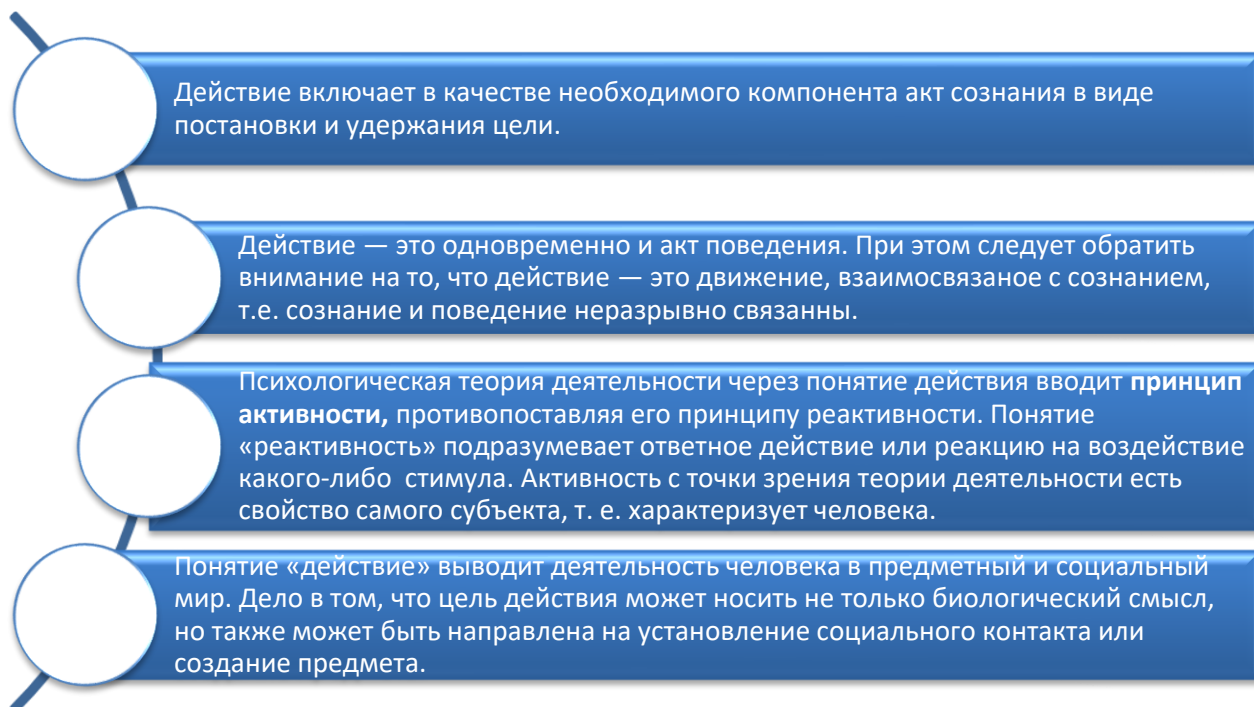 Действие включает в качестве необходимого компонента акт сознания в виде
постановки и удержания цели.
Действие — это одновременно и акт поведения. При этом следует обратить
внимание на то, что действие — это движение, взаимосвязаное с сознанием,
т.е. сознание и поведение неразрывно связанны.
Психологическая теория деятельности через понятие действия вводит принцип
активности, противопоставляя его принципу реактивности. Понятие
«реактивность» подразумевает ответное действие или реакцию на воздействие
какого-либо  стимула. Активность с точки зрения теории деятельности есть
свойство самого субъекта, т. е. характеризует человека.
Понятие «действие» выводит деятельность человека в предметный и социальный
мир. Дело в том, что цель действия может носить не только биологический смысл,
но также может быть направлена на установление социального контакта или
создание предмета.